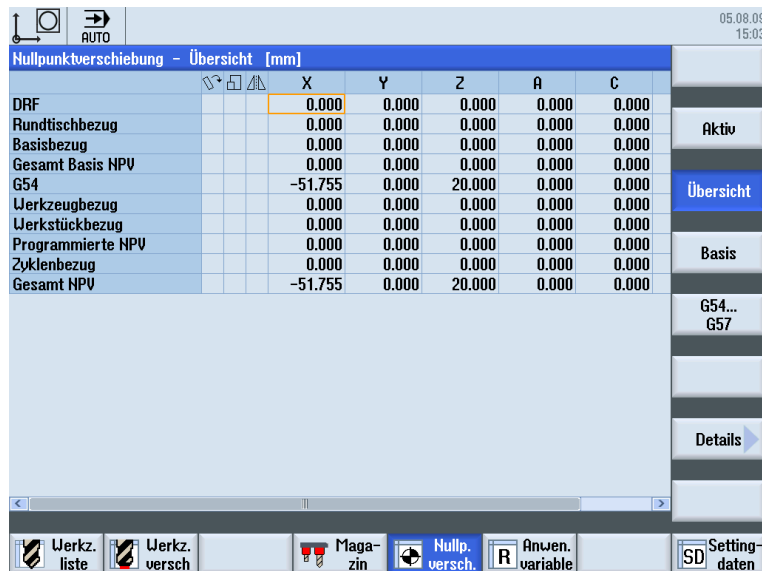 05.08.09
15:03
AUTO
Nullpunktverschiebung - Übersicht [mm]
X Y Z A C
DRF 0.000 0.000 0.000 0.000 0.000
Rundtischbezug 0.000 0.000 0.000 0.000 0.000
Basisbezug 0.000 0.000 0.000 0.000 0.000
Gesamt Basis NPV 0.000 0.000 0.000 0.000 0.000
G54 -51.755 0.000 20.000 0.000 0.000
Werkzeugbezug 0.000 0.000 0.000 0.000 0.000
Werkstückbezug 0.000 0.000 0.000 0.000 0.000
Programmierte NPV 0.000 0.000 0.000 0.000 0.000
Zyklenbezug 0.000 0.000 0.000 0.000 0.000
Gesamt NPV -51.755 0.000 20.000 0.000 0.000
Aktiv
Übersicht
Basis
G54...
G57
Details
Werkz.
liste
Werkz.
versch
Maga-
zin
Nullp.
versch.
R
Anwen.
variable
SD
Setting-
daten